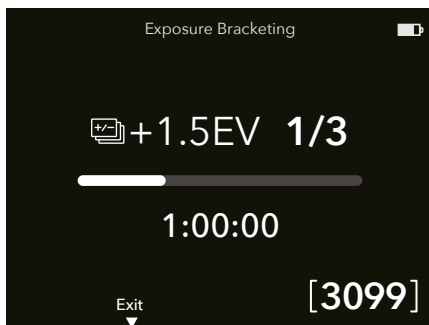 Exposure Bracketing
+/- +1.5EV 1/3
1:00:00
[3099]
Exit